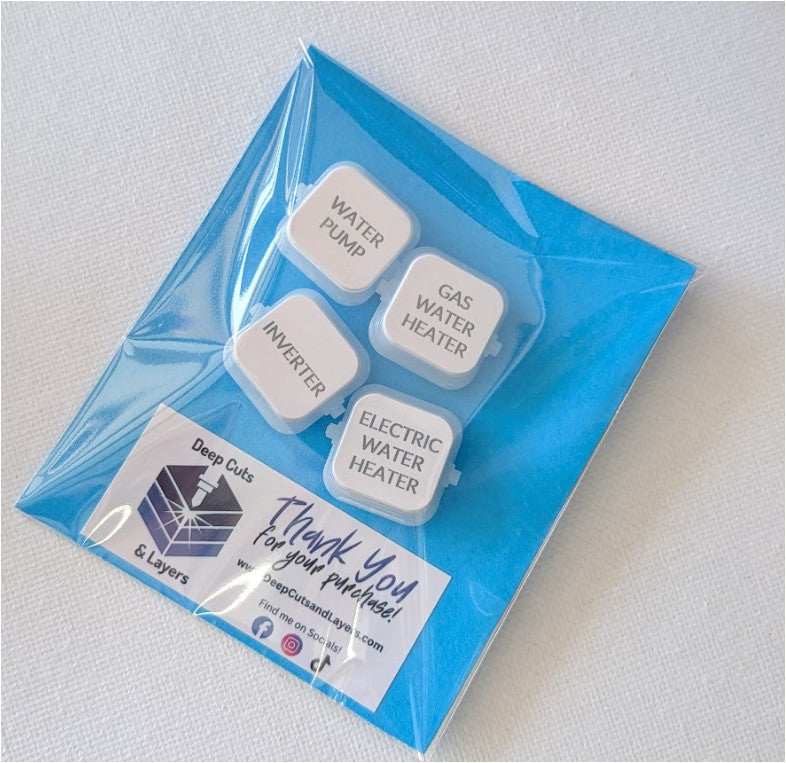 WATER
PUMP
GAS
WATER
HEATER
INVERTER
ELECTRIC
WATER
HEATER
Deep Cuts
& Layers
Thank You
for your purchase!
www.DeepCutsandLayers.com
Find me on Socials!